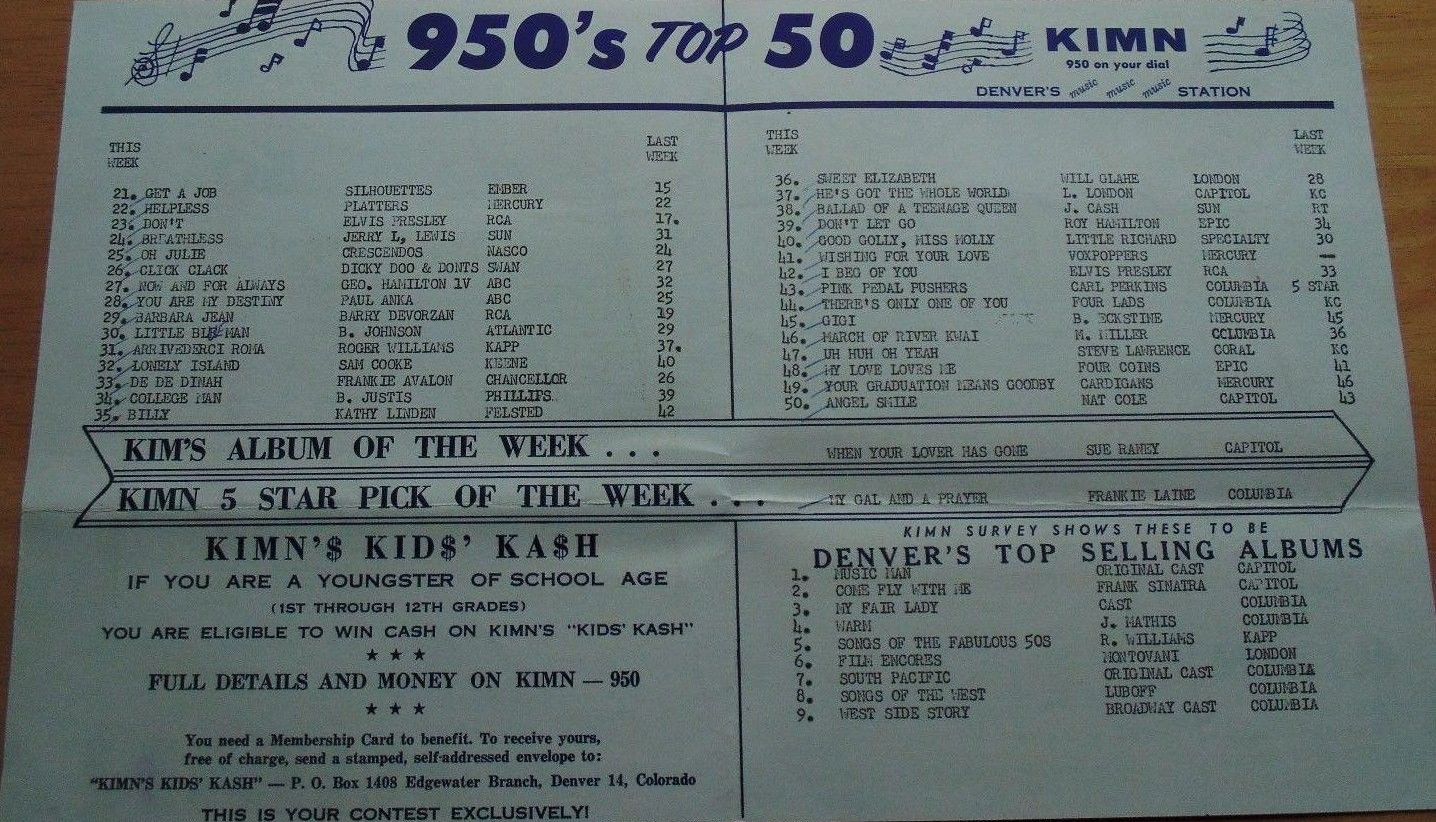 950's TOP 50 KIMN
950 on your dial
DENVER'S music music music STATION
THIS WEEK LAST WEEK
21. GET A JOB SILHOUETTES EMBER 15
22. HELPLESS PLATTERS MERCURY 22
23. DON'T ELVIS PRESLEY RCA 17.
24. BREATHLESS JERRY L, LEWIS SUN 31
25. OH JULIE CRESCENDOS NASCO 24
26. CLICK CLACK DICKY DOO & DONTS SWAN 27
27. NOW AND FOR ALWAYS GEO. HAMILTON 1V ABC 32
28. YOU ARE MY DESTINY PAUL ANKA ABC 25
29. BARBARA JEAN BARRY DEVORZAN RCA 19
30. LITTLE BLUE MAN B. JOHNSON ATLANTIC 29
31. ARRIVEDERCI ROMA ROGER WILLIAMS KAPP 37.
32. LONELY ISLAND SAM COOKE KEENE 40
33. DE DE DINAH FRANKIE AVALON CHANCELLOR 26
34. COLLEGE MAN B. JUSTIS PHILLIPS 39
35. BILLY KATHY LINDEN FELSTED 42
THIS WEEK LAST WEEK
36. SWEET ELIZABETH WILL GLAHE LONDON 28
37. HE'S GOT THE WHOLE WORLD L. LONDON CAPITOL KC
38. BALLAD OF A TEENAGE QUEEN J. CASH SUN RT
39. DON'T LET GO ROY HAMILTON EPIC 34
40. GOOD GOLLY, MISS MOLLY LITTLE RICHARD SPECIALTY 30
41. WISHING FOR YOUR LOVE VOXPOPPERS MERCURY —
42. I BEG OF YOU ELVIS PRESLEY RCA 33
43. PINK PEDAL PUSHERS CARL PERKINS COLUMBIA 5 STAR
44. THERE'S ONLY ONE OF YOU FOUR LADS COLUMBIA KC
45. GIGI B. ECKSTINE MERCURY 45
46. MARCH OF RIVER KWAI M. MILLER COLUMBIA 36
47. UH HUH OH YEAH STEVE LAWRENCE CORAL KC
48. MY LOVE LOVES ME FOUR COINS EPIC 41
49. YOUR GRADUATION MEANS GOODBY CARDIGANS MERCURY 46
50. ANGEL SMILE NAT COLE CAPITOL 43
KIM'S ALBUM OF THE WEEK . . . WHEN YOUR LOVER HAS GONE SUE RANEY CAPITOL
KIMN 5 STAR PICK OF THE WEEK . . . MY GAL AND A PRAYER FRANKIE LAINE COLUMBIA
KIMN'$ KID$' KA$H
IF YOU ARE A YOUNGSTER OF SCHOOL AGE
(1ST THROUGH 12TH GRADES)
YOU ARE ELIGIBLE TO WIN CASH ON KIMN'S "KIDS' KASH"
★ ★ ★
FULL DETAILS AND MONEY ON KIMN — 950
★ ★ ★
You need a Membership Card to benefit. To receive yours,
free of charge, send a stamped, self-addressed envelope to:
"KIMN'S KIDS' KASH" — P. O. Box 1408 Edgewater Branch, Denver 14, Colorado
THIS IS YOUR CONTEST EXCLUSIVELY!
KIMN SURVEY SHOWS THESE TO BE
DENVER'S TOP SELLING ALBUMS
1. MUSIC MAN ORIGINAL CAST CAPITOL
2. COME FLY WITH ME FRANK SINATRA CAPITOL
3. MY FAIR LADY CAST COLUMBIA
4. WARM J. MATHIS COLUMBIA
5. SONGS OF THE FABULOUS 50S R. WILLIAMS KAPP
6. FILM ENCORES MONTOVANI LONDON
7. SOUTH PACIFIC ORIGINAL CAST COLUMBIA
8. SONGS OF THE WEST LUBOFF COLUMBIA
9. WEST SIDE STORY BROADWAY CAST COLUMBIA